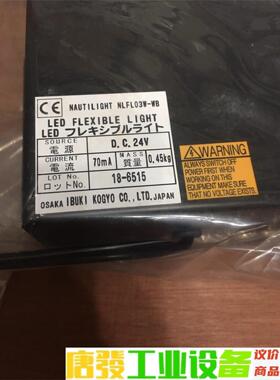 CE NAUTILIGHT NLFL03W-WB
LED FLEXIBLE LIGHT
LED フレキシブルライト
SOURCE 電源 D.C.24V
CURRENT 電流 70mA MASS 質量 0.45kg
LOT No. ロットNo. 18-6515
OSAKA IBUKI KOGYO CO.,LTD.JAPAN
⚠WARNING
ALWAYS SWITCH OFF
POWER FIRST WHEN
EXAMINING THIS
EQUIPMENT MAKE SURE
THAT NO VOLTAGE EXISTS.
唐發工业设备
议价
商品